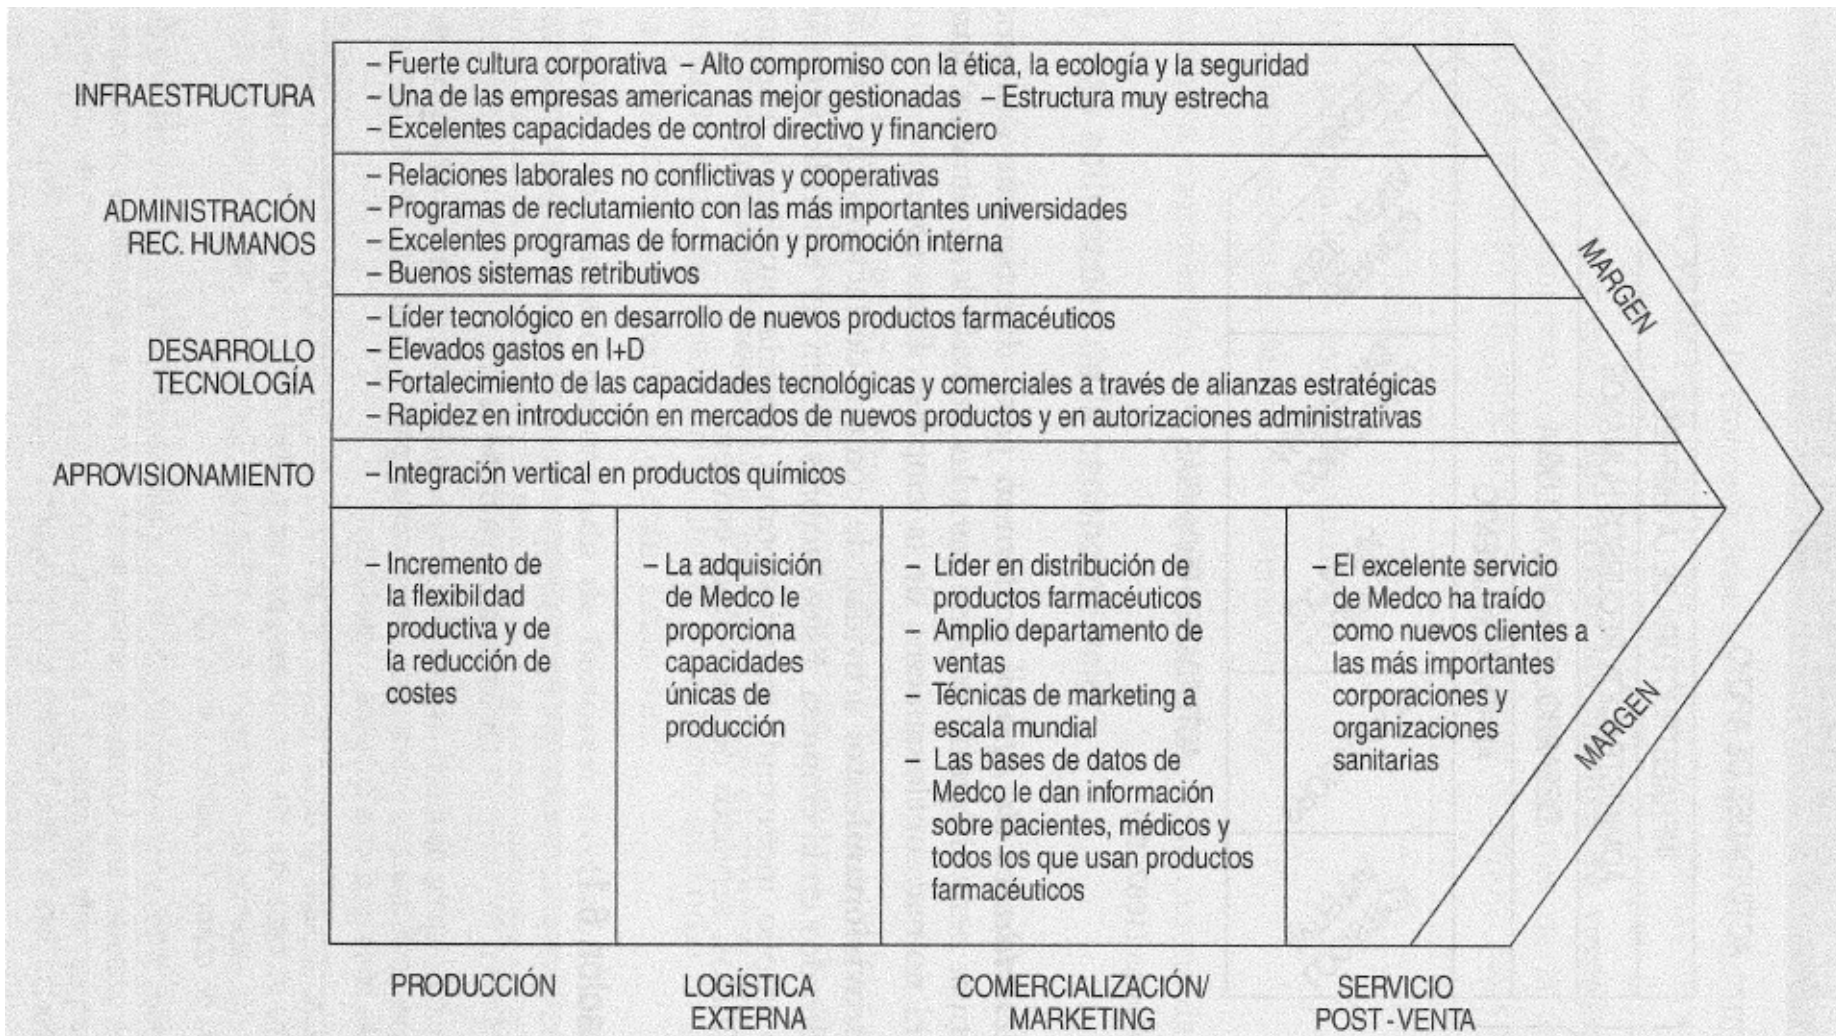 INFRAESTRUCTURA
– Fuerte cultura corporativa – Alto compromiso con la ética, la ecología y la seguridad
– Una de las empresas americanas mejor gestionadas – Estructura muy estrecha
– Excelentes capacidades de control directivo y financiero
ADMINISTRACIÓN
REC. HUMANOS
– Relaciones laborales no conflictivas y cooperativas
– Programas de reclutamiento con las más importantes universidades
– Excelentes programas de formación y promoción interna
– Buenos sistemas retributivos
DESARROLLO
TECNOLOGÍA
– Líder tecnológico en desarrollo de nuevos productos farmacéuticos
– Elevados gastos en I+D
– Fortalecimiento de las capacidades tecnológicas y comerciales a través de alianzas estratégicas
– Rapidez en introducción en mercados de nuevos productos y en autorizaciones administrativas
APROVISIONAMIENTO
– Integración vertical en productos químicos
MARGEN
– Incremento de
la flexibilidad
productiva y de
la reducción de
costes
– La adquisición
de Medco le
proporciona
capacidades
únicas de
producción
– Líder en distribución de
productos farmacéuticos
– Amplio departamento de
ventas
– Técnicas de marketing a
escala mundial
– Las bases de datos de
Medco le dan información
sobre pacientes, médicos y
todos los que usan productos
farmacéuticos
– El excelente servicio
de Medco ha traído
como nuevos clientes a
las más importantes
corporaciones y
organizaciones
sanitarias
MARGEN
PRODUCCIÓN
LOGÍSTICA
EXTERNA
COMERCIALIZACIÓN/
MARKETING
SERVICIO
POST-VENTA